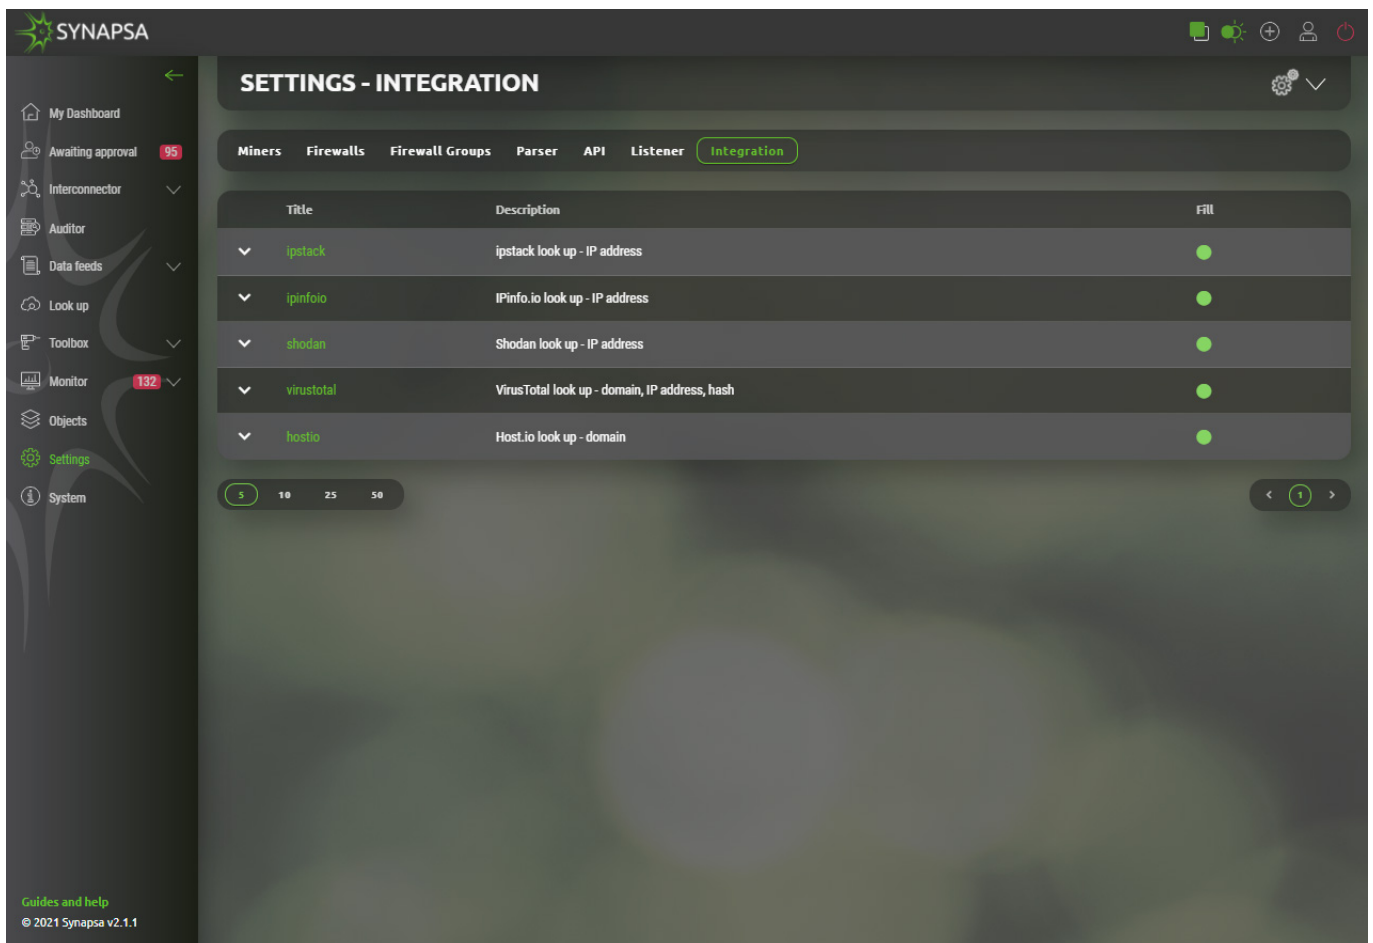 SYNAPSA
SETTINGS - INTEGRATION
My Dashboard
Awaiting approval 95
Interconnector
Auditor
Data feeds
Look up
Toolbox
Monitor 132
Objects
Settings
System
Miners Firewalls Firewall Groups Parser API Listener Integration
Title Description Fill
ipstack ipstack look up - IP address
ipinfoio IPinfo.io look up - IP address
shodan Shodan look up - IP address
virustotal VirusTotal look up - domain, IP address, hash
hostio Host.io look up - domain
5 10 25 50
< 1 >
Guides and help
© 2021 Synapsa v2.1.1